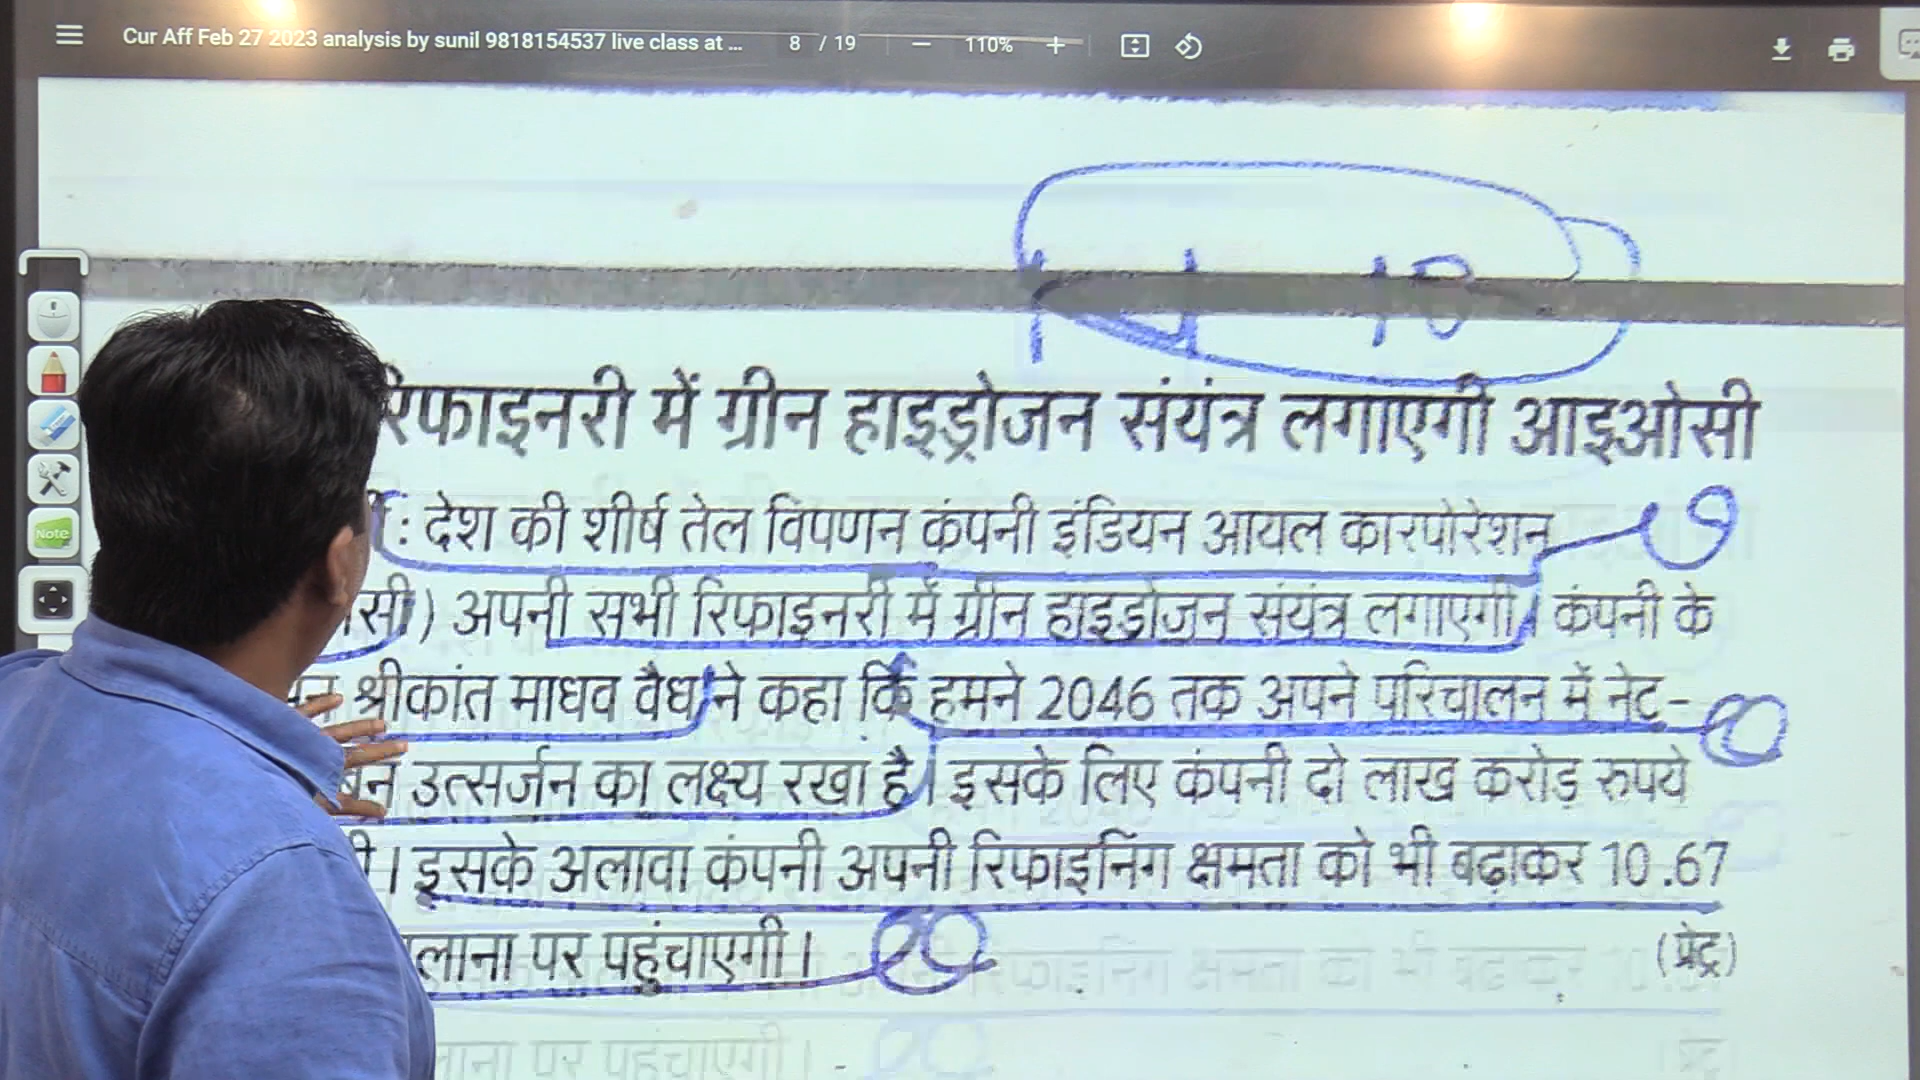 Cur Aff Feb 27 2023 analysis by sunil 9818154537 live class at ... 8 / 19 110%
रिफाइनरी में ग्रीन हाइड्रोजन संयंत्र लगाएगी आइओसी
: देश की शीर्ष तेल विपणन कंपनी इंडियन आयल कारपोरेशन
सी) अपनी सभी रिफाइनरी में ग्रीन हाइड्रोजन संयंत्र लगाएगी। कंपनी के
श्रीकांत माधव वैद्य ने कहा कि हमने 2046 तक अपने परिचालन में नेट-
उत्सर्जन का लक्ष्य रखा है। इसके लिए कंपनी दो लाख करोड़ रुपये
। इसके अलावा कंपनी अपनी रिफाइनिंग क्षमता को भी बढ़ाकर 10.67
लाना पर पहुंचाएगी।
(प्रेट्र)
Note